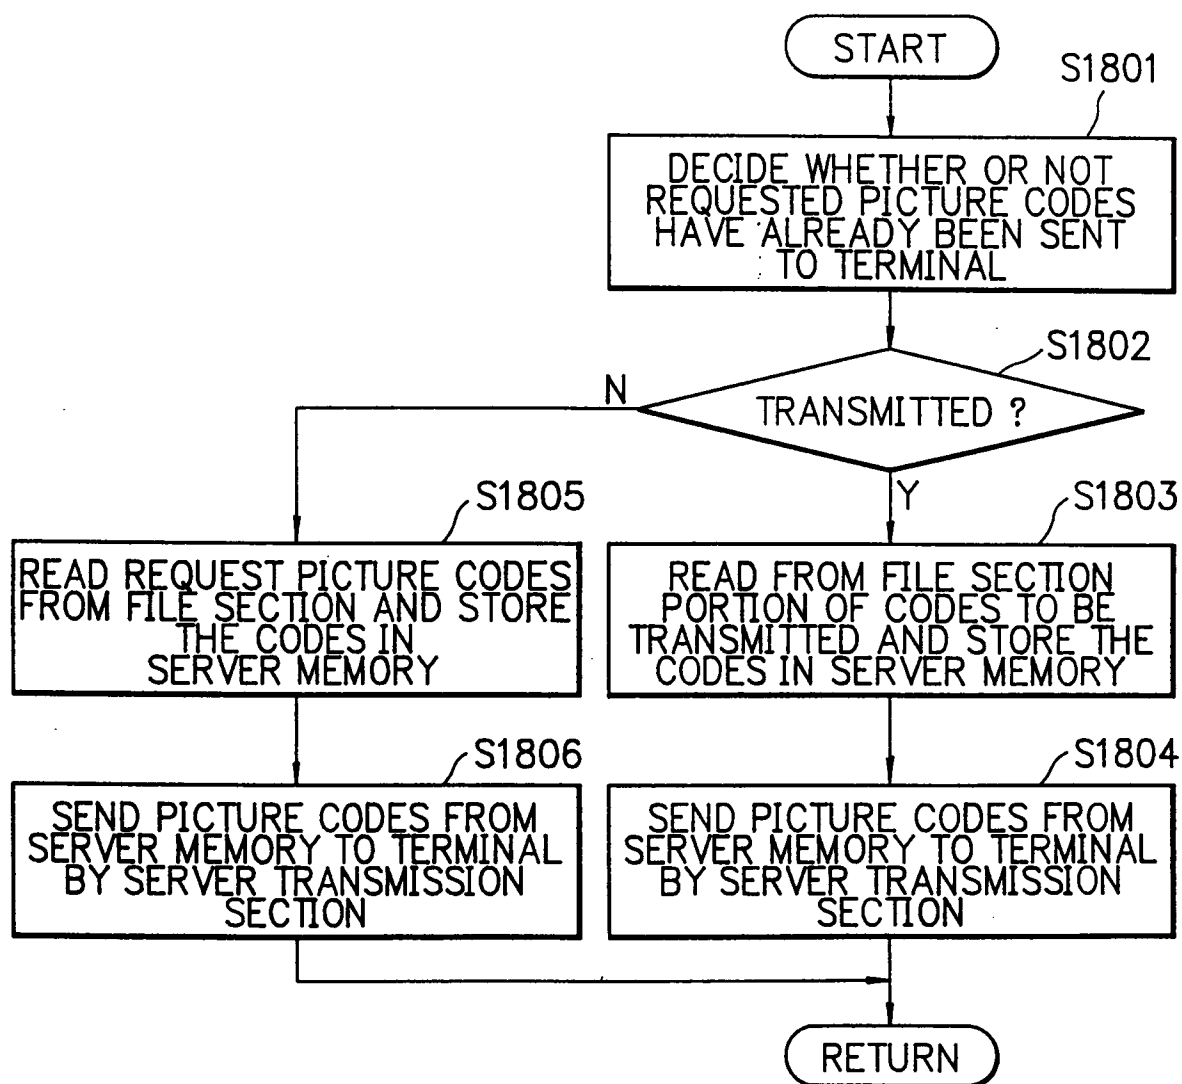 START
S1801
DECIDE WHETHER OR NOT
REQUESTED PICTURE CODES
HAVE ALREADY BEEN SENT
TO TERMINAL
S1802
TRANSMITTED ?
N
Y
S1805
READ REQUEST PICTURE CODES
FROM FILE SECTION AND STORE
THE CODES IN
SERVER MEMORY
S1803
READ FROM FILE SECTION
PORTION OF CODES TO BE
TRANSMITTED AND STORE THE
CODES IN SERVER MEMORY
S1806
SEND PICTURE CODES FROM
SERVER MEMORY TO TERMINAL
BY SERVER TRANSMISSION
SECTION
S1804
SEND PICTURE CODES FROM
SERVER MEMORY TO TERMINAL
BY SERVER TRANSMISSION
SECTION
RETURN